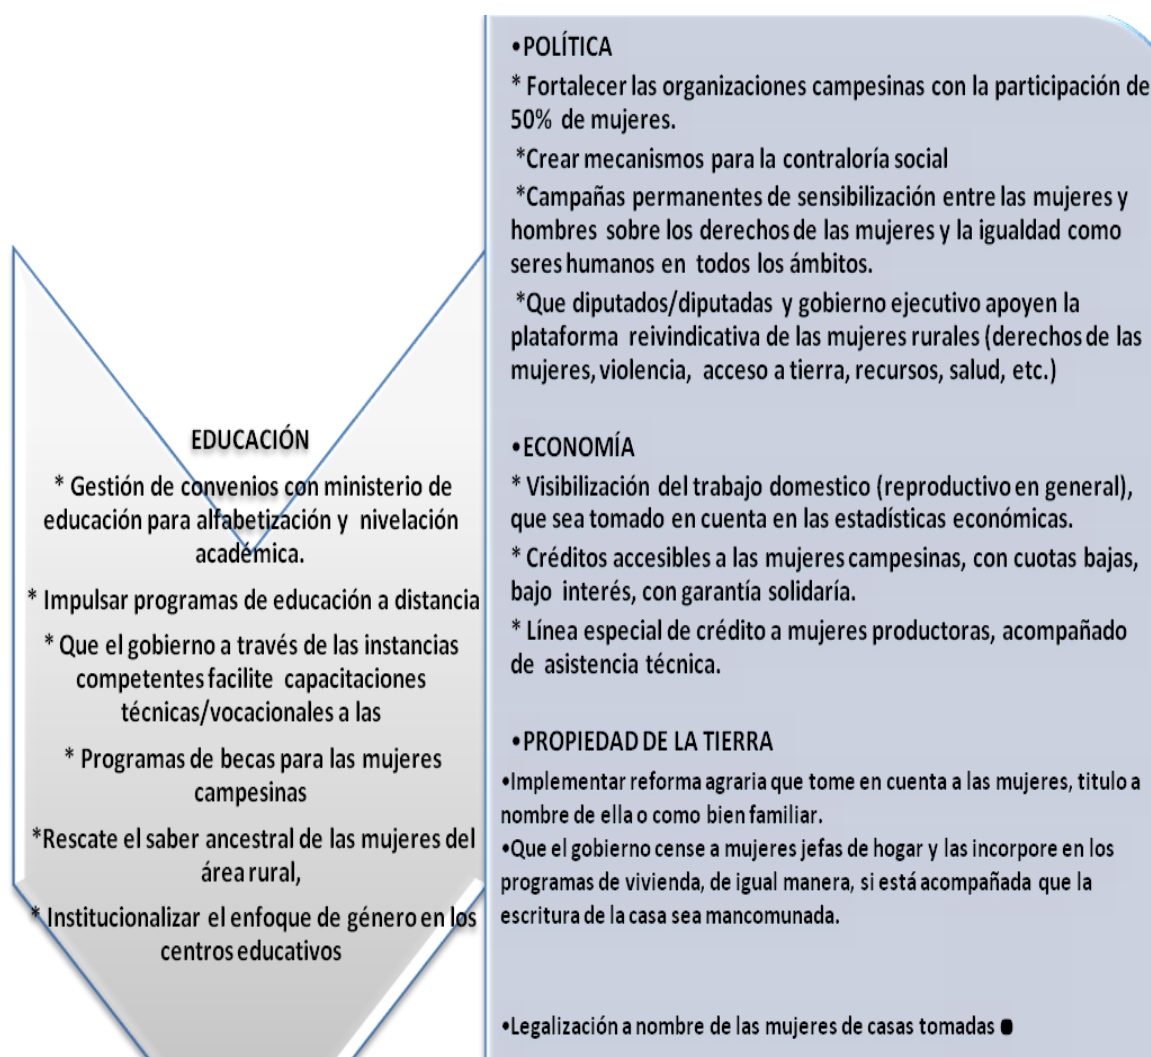 EDUCACIÓN
* Gestión de convenios con ministerio de
educación para alfabetización y nivelación
académica.
* Impulsar programas de educación a distancia
* Que el gobierno a través de las instancias
competentes facilite capacitaciones
técnicas/vocacionales a las
* Programas de becas para las mujeres
campesinas
*Rescate el saber ancestral de las mujeres del
área rural,
* Institucionalizar el enfoque de género en los
centros educativos
•POLÍTICA
* Fortalecer las organizaciones campesinas con la participación de
50% de mujeres.
*Crear mecanismos para la contraloría social
*Campañas permanentes de sensibilización entre las mujeres y
hombres sobre los derechos de las mujeres y la igualdad como
seres humanos en todos los ámbitos.
*Que diputados/diputadas y gobierno ejecutivo apoyen la
plataforma reivindicativa de las mujeres rurales (derechos de las
mujeres, violencia, acceso a tierra, recursos, salud, etc.)
•ECONOMÍA
* Visibilización del trabajo domestico (reproductivo en general),
que sea tomado en cuenta en las estadísticas económicas.
* Créditos accesibles a las mujeres campesinas, con cuotas bajas,
bajo interés, con garantía solidaría.
* Línea especial de crédito a mujeres productoras, acompañado
de asistencia técnica.
•PROPIEDAD DE LA TIERRA
•Implementar reforma agraria que tome en cuenta a las mujeres, titulo a
nombre de ella o como bien familiar.
•Que el gobierno cense a mujeres jefas de hogar y las incorpore en los
programas de vivienda, de igual manera, si está acompañada que la
escritura de la casa sea mancomunada.
•Legalización a nombre de las mujeres de casas tomadas •